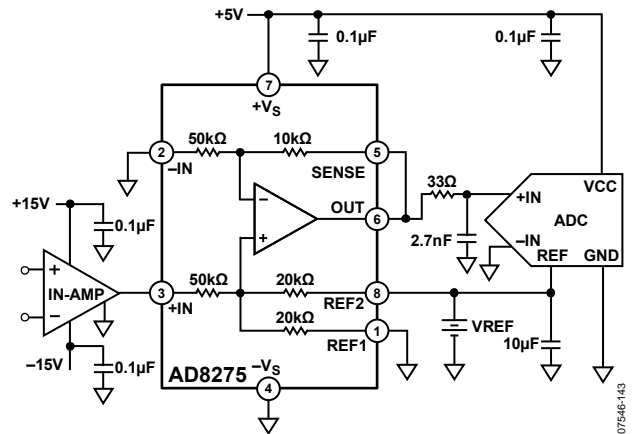 +5V
0.1µF
0.1µF
7
+VS
50kΩ
10kΩ
2
5
–IN
SENSE
33Ω
VCC
+15V
–
OUT
6
+IN
ADC
0.1µF
2.7nF
–IN
+
REF
GND
+
50kΩ
20kΩ
IN-AMP
3
8
–
+IN
REF2
20kΩ
VREF
1
10µF
REF1
–15V
0.1µF
–VS
AD8275
4
07546-143